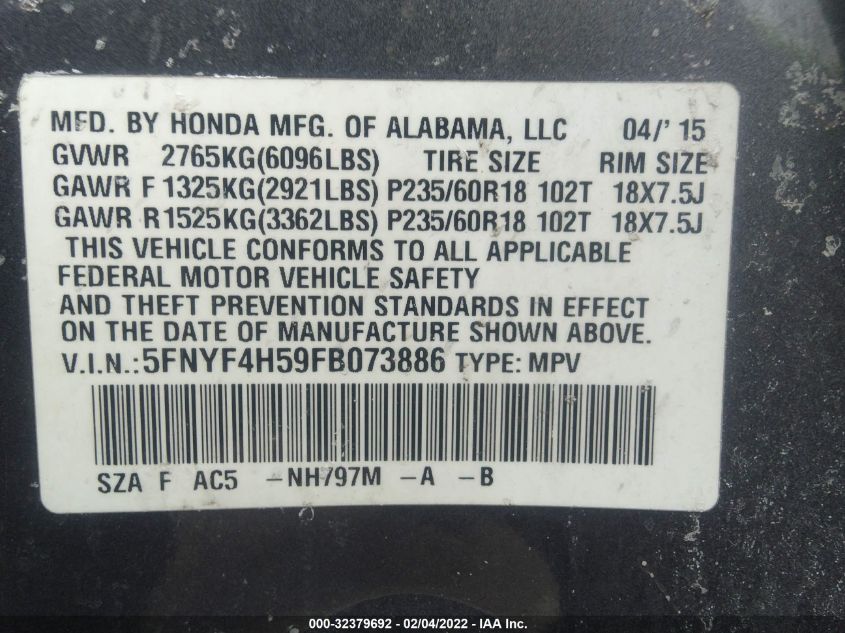 MFD. BY HONDA MFG. OF ALABAMA, LLC 04/'15
GVWR 2765KG(6096LBS) TIRE SIZE RIM SIZE
GAWR F1325KG(2921LBS) P235/60R18 102T 18X7.5J
GAWR R1525KG(3362LBS) P235/60R18 102T 18X7.5J
THIS VEHICLE CONFORMS TO ALL APPLICABLE
FEDERAL MOTOR VEHICLE SAFETY
AND THEFT PREVENTION STANDARDS IN EFFECT
ON THE DATE OF MANUFACTURE SHOWN ABOVE.
V.I.N.:5FNYF4H59FB073886 TYPE: MPV
SZA F AC5 -NH797M -A -B
000-32379692 - 02/04/2022 - IAA Inc.